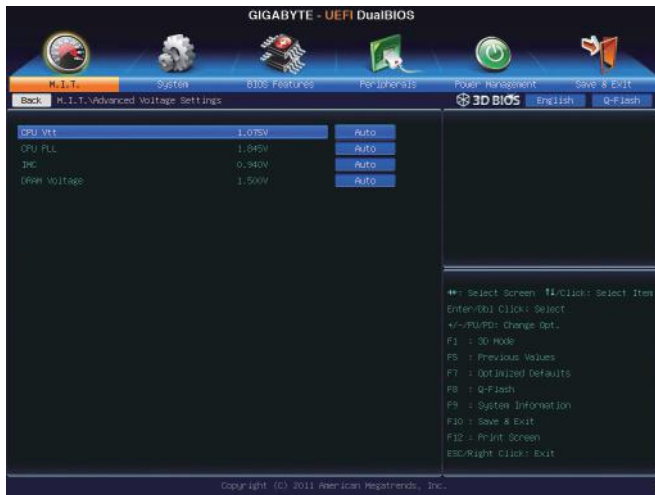 GIGABYTE - UEFI DualBIOS
M.I.T. System BIOS Features Peripherals Power Management Save & Exit
Back M.I.T.\Advanced Voltage Settings 3D BIOS English Q-Flash
CPU Vtt 1.075V Auto
CPU PLL 1.845V Auto
IMC 0.940V Auto
DRAM Voltage 1.500V Auto
→←: Select Screen ↑↓/Click: Select Item
Enter/Dbl Click: Select
+/-/PU/PD: Change Opt.
F1 : 3D Mode
F5 : Previous Values
F7 : Optimized Defaults
F8 : Q-Flash
F9 : System Information
F10 : Save & Exit
F12 : Print Screen
ESC/Right Click: Exit
Copyright (C) 2011 American Megatrends, Inc.